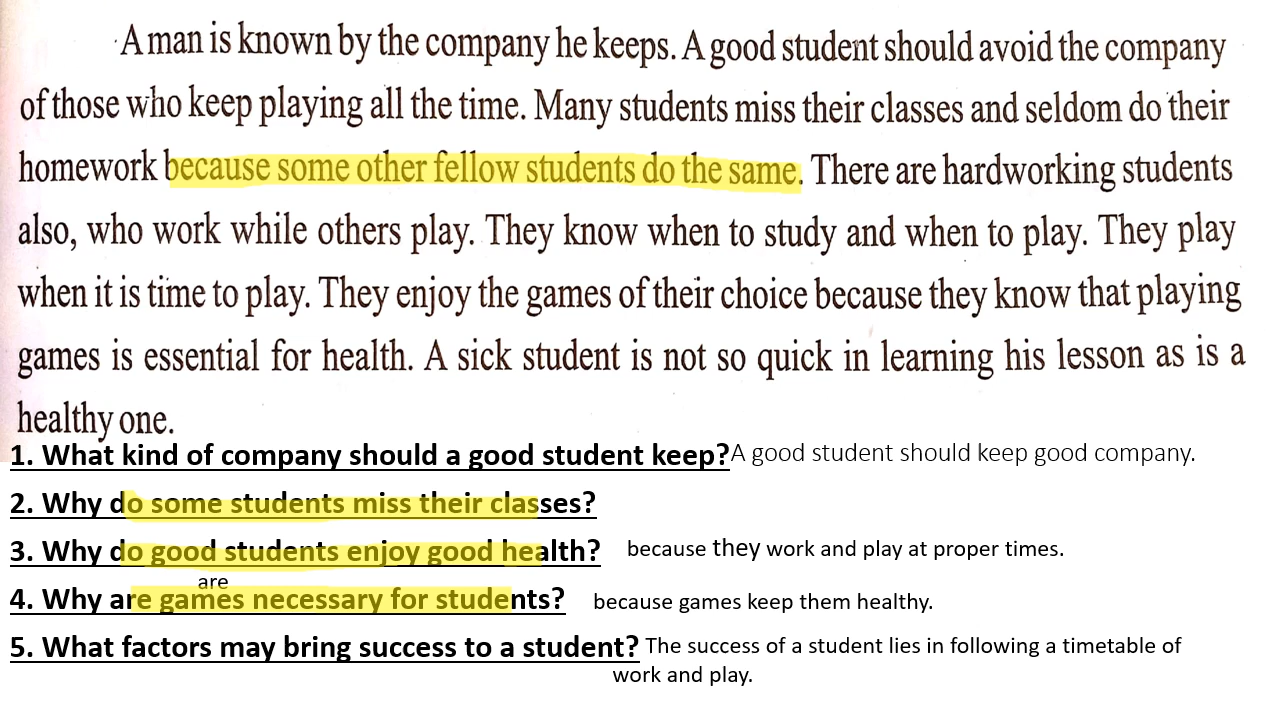 A man is known by the company he keeps. A good student should avoid the company
of those who keep playing all the time. Many students miss their classes and seldom do their
homework because some other fellow students do the same. There are hardworking students
also, who work while others play. They know when to study and when to play. They play
when it is time to play. They enjoy the games of their choice because they know that playing
games is essential for health. A sick student is not so quick in learning his lesson as is a
healthy one.
1. What kind of company should a good student keep? A good student should keep good company.
2. Why do some students miss their classes?
3. Why do good students enjoy good health? because they work and play at proper times.
are
4. Why are games necessary for students? because games keep them healthy.
5. What factors may bring success to a student? The success of a student lies in following a timetable of
work and play.